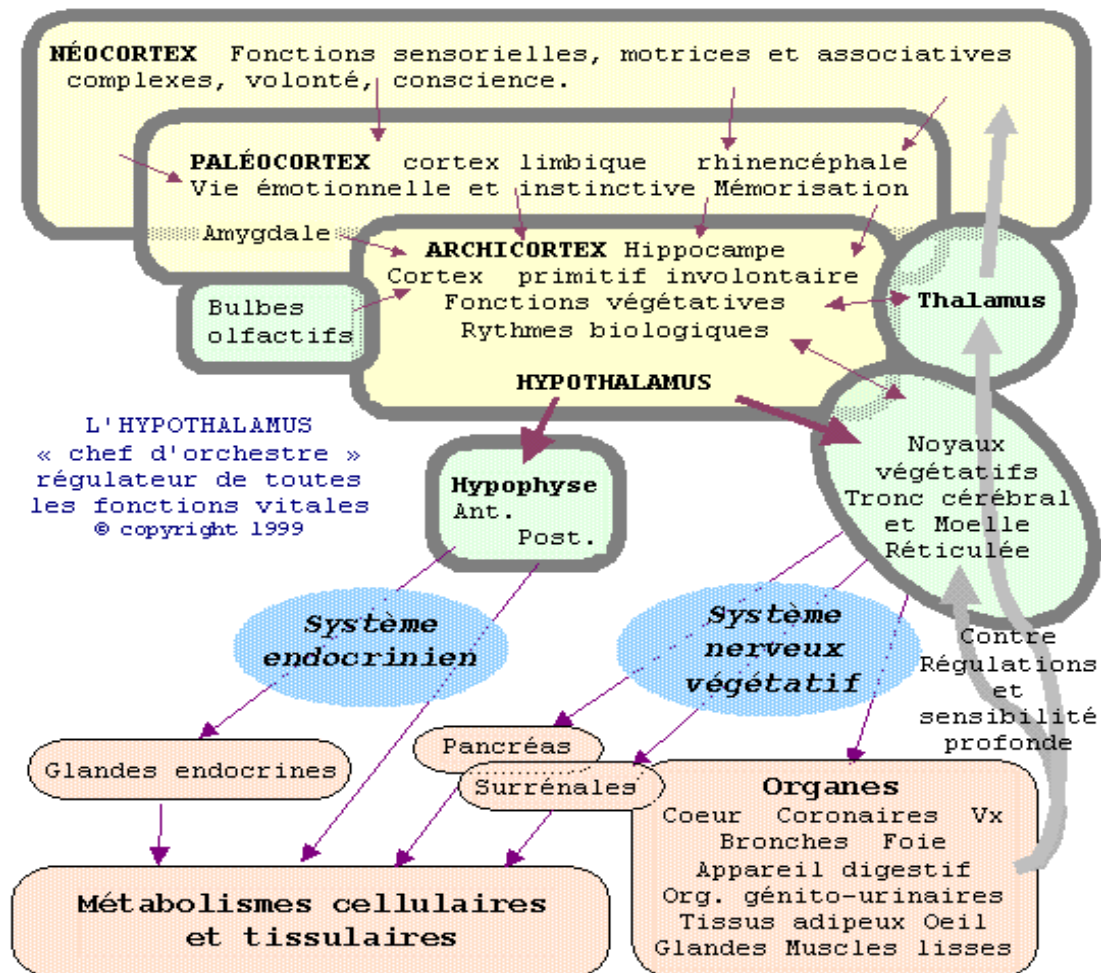 NÉOCORTEX Fonctions sensorielles, motrices et associatives
complexes, volonté, conscience.
PALÉOCORTEX cortex limbique rhinencéphale
Vie émotionnelle et instinctive Mémorisation
Amygdale
ARCHICORTEX Hippocampe
Cortex primitif involontaire
Fonctions végétatives
Rythmes biologiques
HYPOTHALAMUS
Bulbes
olfactifs
Thalamus
L'HYPOTHALAMUS
« chef d'orchestre »
régulateur de toutes
les fonctions vitales
© copyright 1999
Hypophyse
Ant.
Post.
Noyaux
végétatifs
Tronc cérébral
et Moelle
Réticulée
Système
endocrinien
Système
nerveux
végétatif
Contre
Régulations
et
sensibilité
profonde
Glandes endocrines
Pancréas
Surrénales
Organes
Coeur Coronaires Vx
Bronches Foie
Appareil digestif
Org. génito-urinaires
Tissus adipeux Oeil
Glandes Muscles lisses
Métabolismes cellulaires
et tissulaires